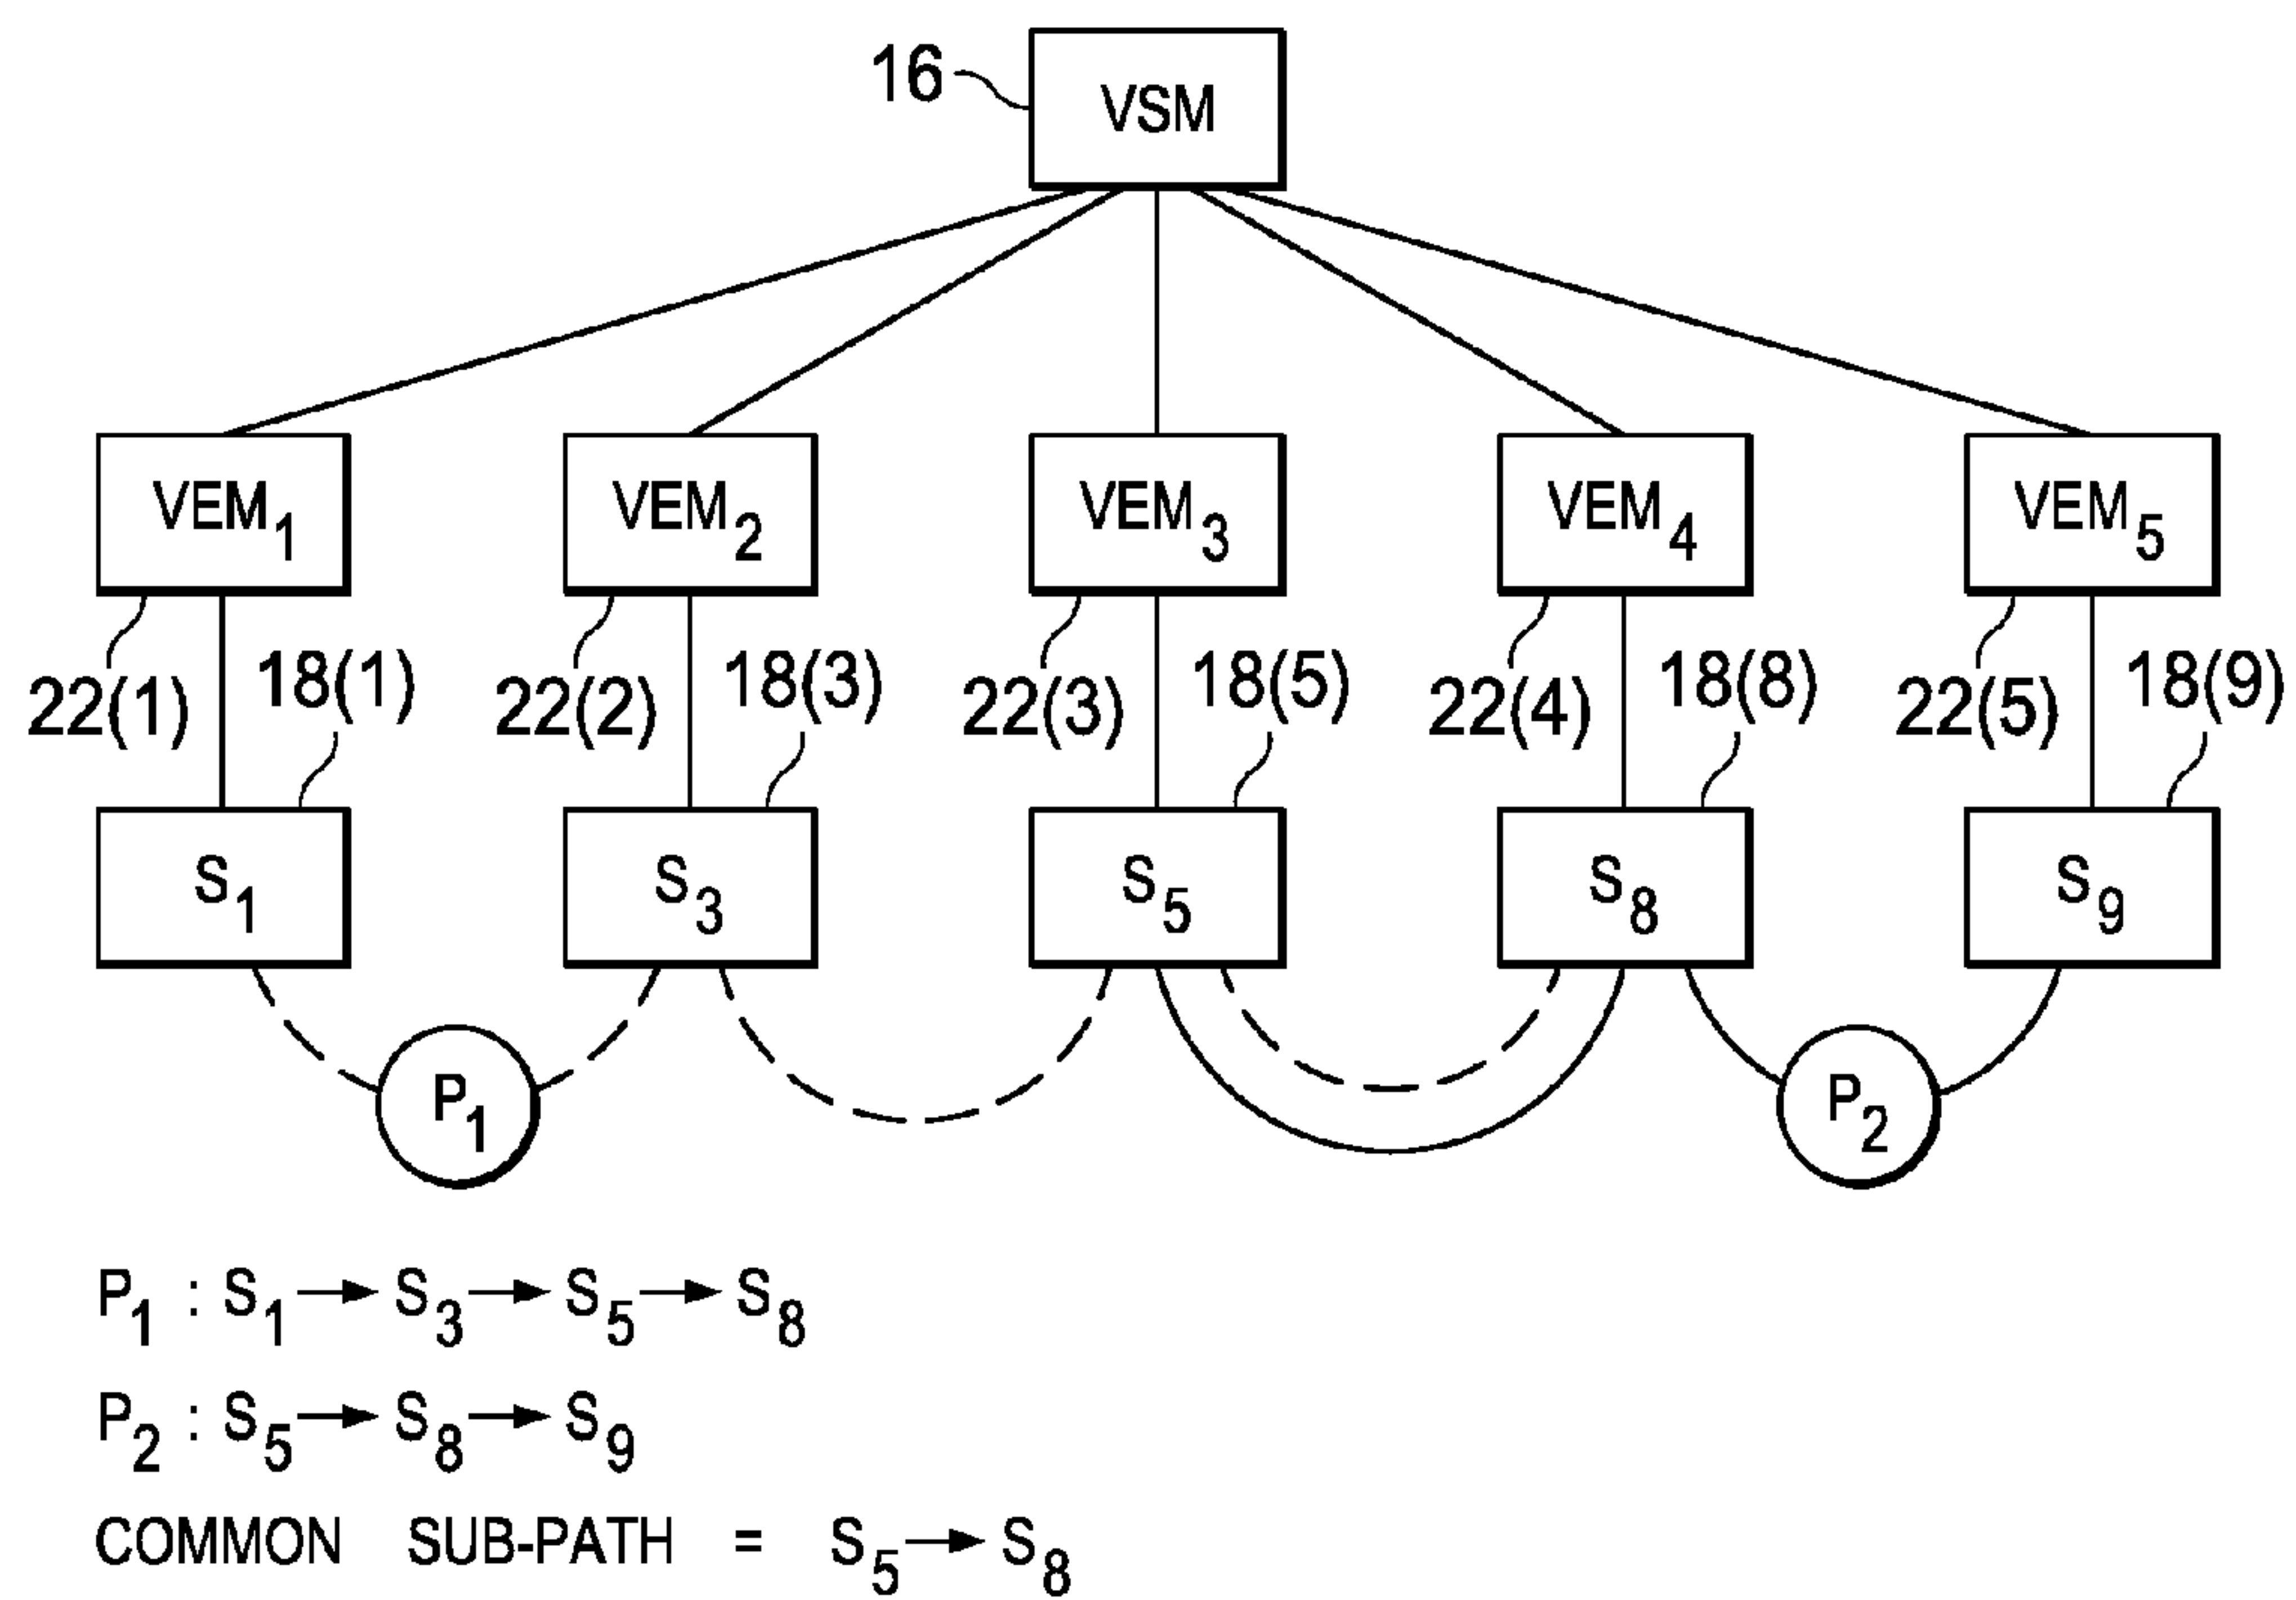 16
VSM
VEM1 VEM2 VEM3 VEM4 VEM5
22(1) 18(1) 22(2) 18(3) 22(3) 18(5) 22(4) 18(8) 22(5) 18(9)
S1 S3 S5 S8 S9
P1 P2
P1 : S1 → S3 → S5 → S8
P2 : S5 → S8 → S9
COMMON SUB-PATH = S5 → S8